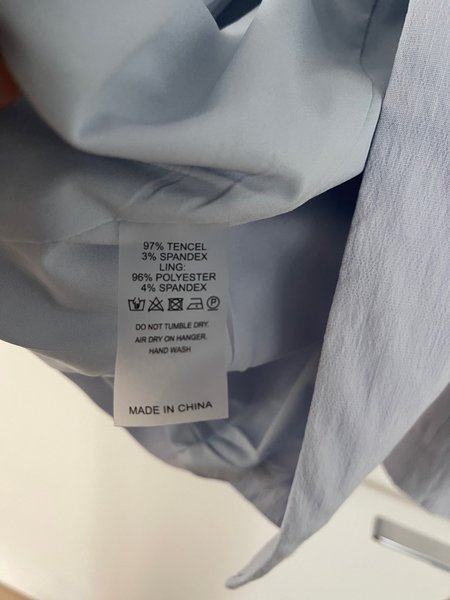 97% TENCEL
3% SPANDEX
LING:
96% POLYESTER
4% SPANDEX
P
DO NOT TUMBLE DRY.
AIR DRY ON HANGER.
HAND WASH
MADE IN CHINA